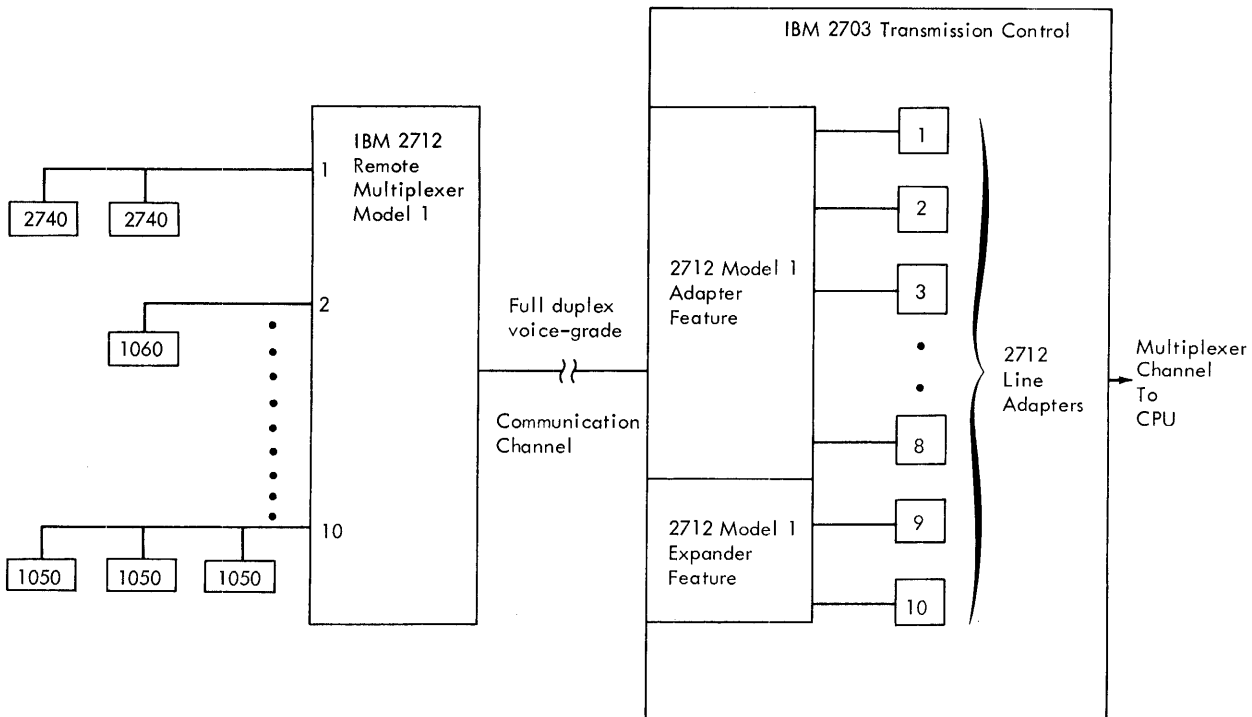 IBM 2703 Transmission Control
IBM 2712
Remote
Multiplexer
Model 1
1
2740
2740
2
1060
10
1050
1050
1050
Full duplex
voice-grade
Communication
Channel
2712 Model 1
Adapter
Feature
2712 Model 1
Expander
Feature
1
2
3
8
9
10
2712
Line
Adapters
Multiplexer
Channel
To
CPU